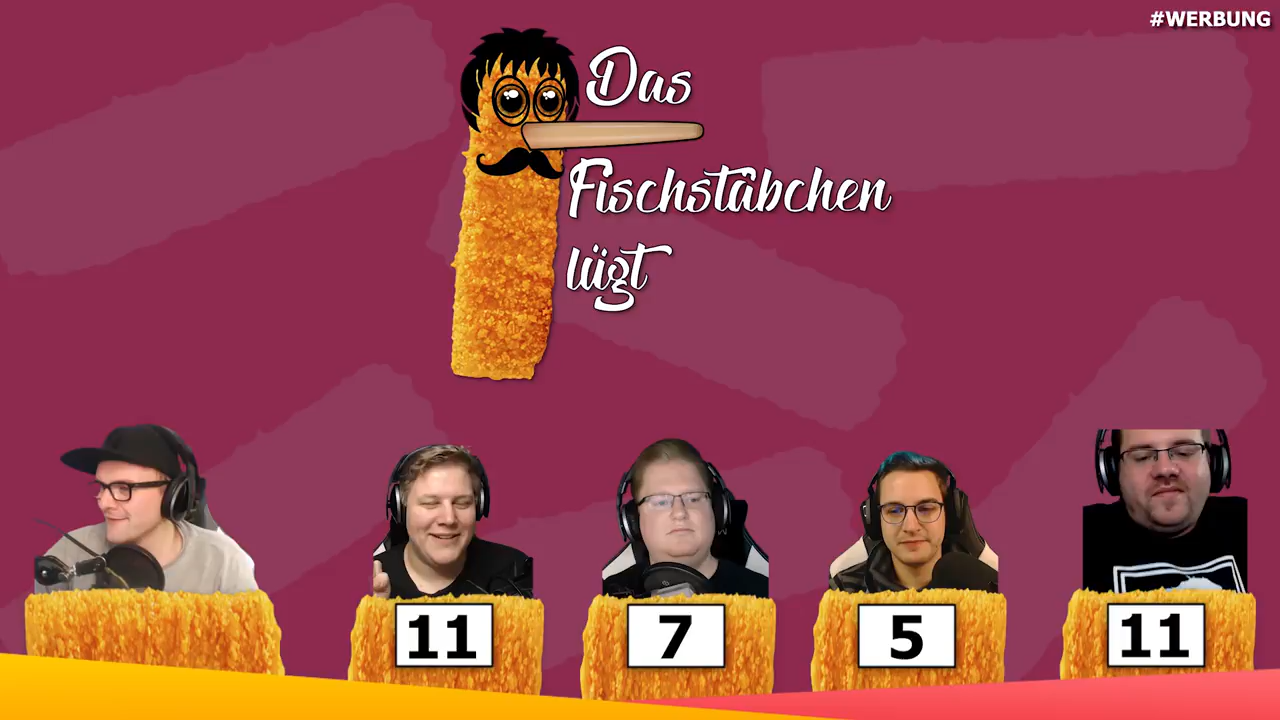 #WERBUNG
Das
Fischstäbchen
lügt
11
7
5
11